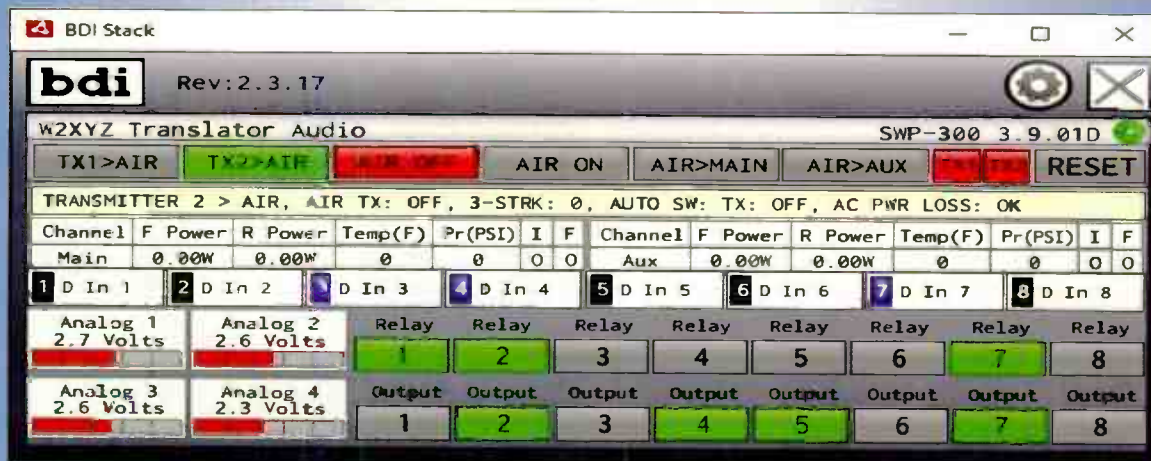 BDI Stack
bdi Rev:2.3.17
W2XYZ Translator Audio SWP-300 3.9.01D
TX1>AIR TX2>AIR AIR OFF AIR ON AIR>MAIN AIR>AUX RESET
TRANSMITTER 2 > AIR, AIR TX: OFF, 3-STRK: 0, AUTO SW: TX: OFF, AC PWR LOSS: OK
Channel F Power R Power Temp(F) Pr(PSI) I F Channel F Power R Power Temp(F) Pr(PSI) I F
Main 0.00W 0.00W 0 0 O O Aux 0.00W 0.00W 0 0 O O
1 D In 1 2 D In 2 D In 3 4 D In 4 5 D In 5 6 D In 6 7 D In 7 8 D In 8
Analog 1 Analog 2 Relay Relay Relay Relay Relay Relay Relay Relay
2.7 Volts 2.6 Volts
1 2 3 4 5 6 7 8
Analog 3 Analog 4 Output Output Output Output Output Output Output Output
2.6 Volts 2.3 Volts
1 2 3 4 5 6 7 8